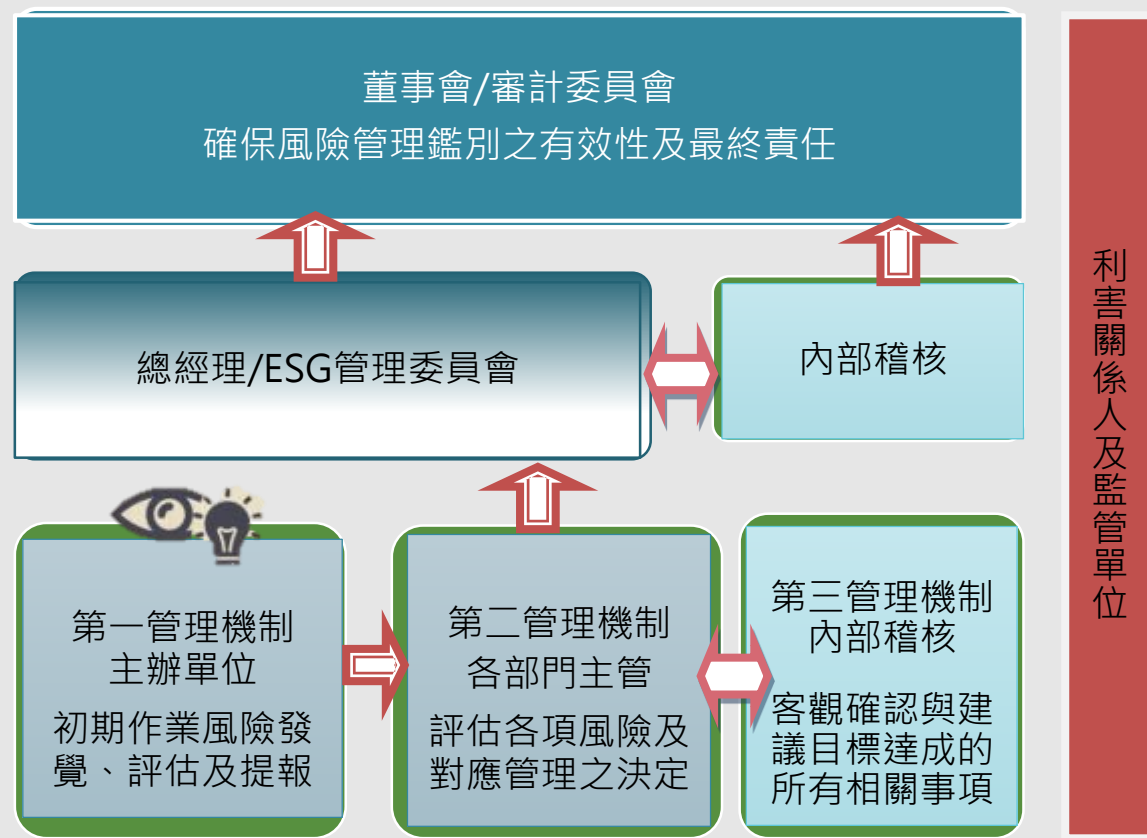 董事會/審計委員會
確保風險管理鑑別之有效性及最終責任
總經理/ESG管理委員會
內部稽核
第一管理機制
主辦單位
初期作業風險發
覺、評估及提報
第二管理機制
各部門主管
評估各項風險及
對應管理之決定
第三管理機制
內部稽核
客觀確認與建
議目標達成的
所有相關事項
利害關係人及監管單位